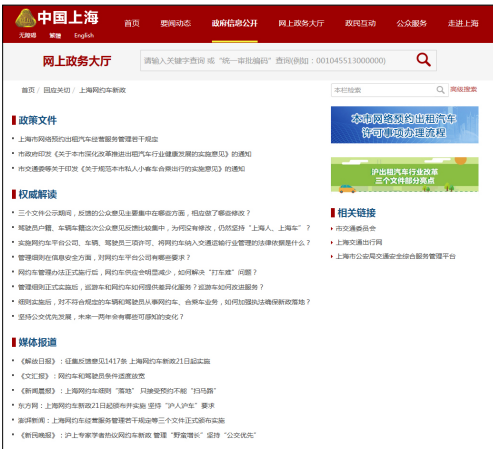 中国上海
无障碍 繁體 English
首页 要闻动态 政府信息公开 网上政务大厅 政民互动 公众服务 走进上海
网上政务大厅
请输入关键字查询 或 "统一审批编码" 查询(例如：001045513000000)
首页 / 回应关切 / 上海网约车新政
本栏搜索 高级搜索
政策文件
上海市网络预约出租汽车经营服务管理若干规定
市政府印发《关于本市深化改革推进出租汽车行业健康发展的实施意见》的通知
市交通委等关于印发《关于规范本市私人小客车合乘出行的实施意见》的通知
本市网络预约出租汽车
许可事项办理流程
沪出租汽车行业改革
三个文件部分亮点
权威解读
三个文件公示期间，反馈的公众意见主要集中在哪些方面，相应做了哪些修改？
驾驶员户籍、车辆车籍这次公众意见反馈比较集中，为何没有修改，仍然坚持 "上海人、上海车"？
实施网约车平台公司、车辆、驾驶员三项许可、将网约车纳入交通运输行业管理的法律依据是什么？
管理细则在信息安全方面，对网约车平台公司有哪些要求？
网约车管理办法正式施行后，网约车供应会明显减少，如何解决 "打车难" 问题？
管理细则正式实施后，巡游车和网约车如何提供差异化服务？巡游车如何改进服务？
细则实施后，对不符合规定的车辆和驾驶员从事网约车、合乘车业务，如何加强执法确保新政落地？
坚持公交优先发展，未来一两年会有哪些可感知的变化？
相关链接
市交通委员会
上海交通出行网
上海市公安局交通安全综合服务管理平台
媒体报道
《解放日报》：征集反馈意见1417条 上海网约车新政21日起实施
《文汇报》：网约车和驾驶员条件适度放宽
《新闻晨报》：上海网约车细则 "落地" 只接受预约不能 "扫马路"
东方网：上海网约车新政21日起颁布并实施 坚持 "沪人沪车" 要求
澎湃新闻：上海网约车经营服务管理若干规定等三个文件正式颁布实施
《新民晚报》：沪上专家学者热议网约车新政 管理 "野蛮增长" 坚持 "公交优先"